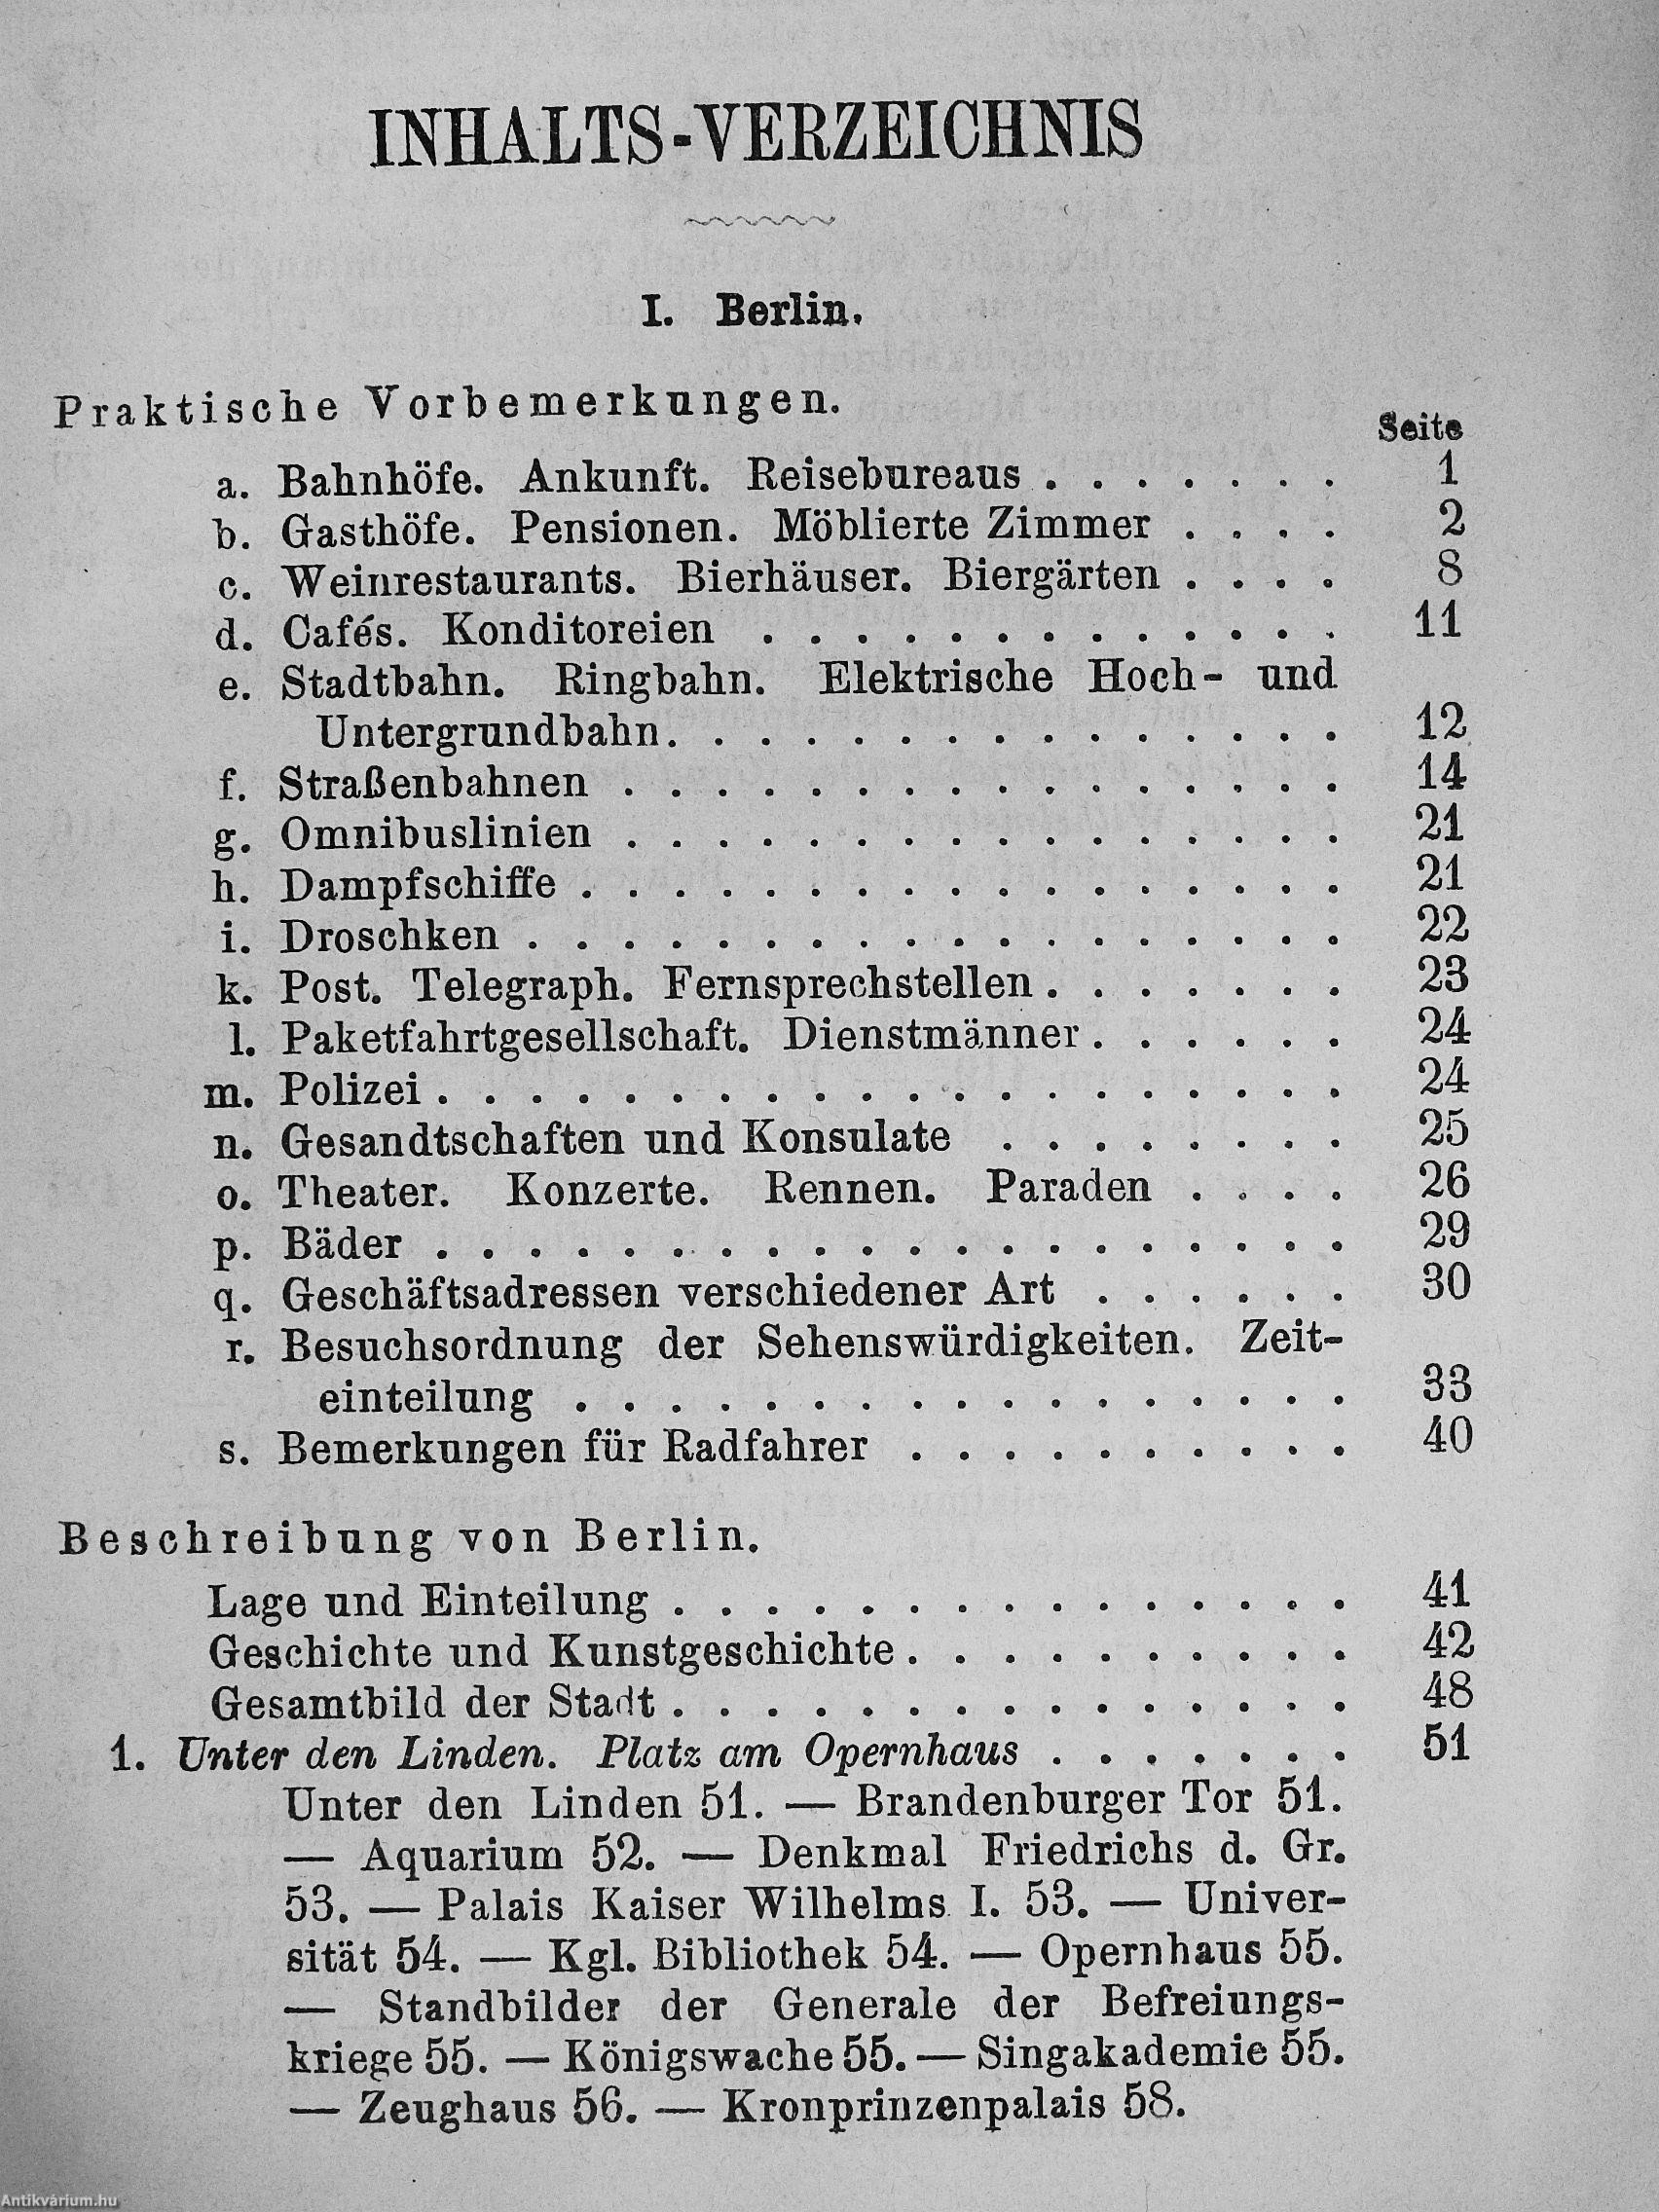 INHALTS-VERZEICHNIS
I. Berlin.
Praktische Vorbemerkungen.
Seite
a. Bahnhöfe. Ankunft. Reisebureaus . . . . . . . 1
b. Gasthöfe. Pensionen. Möblierte Zimmer . . . . 2
c. Weinrestaurants. Bierhäuser. Biergärten . . . . 8
d. Cafés. Konditoreien . . . . . . . . . . . . . 11
e. Stadtbahn. Ringbahn. Elektrische Hoch- und
Untergrundbahn. . . . . . . . . . . . . . . 12
f. Straßenbahnen . . . . . . . . . . . . . . . . 14
g. Omnibuslinien . . . . . . . . . . . . . . . . 21
h. Dampfschiffe . . . . . . . . . . . . . . . . . 21
i. Droschken . . . . . . . . . . . . . . . . . . 22
k. Post. Telegraph. Fernsprechstellen . . . . . . . 23
l. Paketfahrtgesellschaft. Dienstmänner . . . . . . 24
m. Polizei . . . . . . . . . . . . . . . . . . . . 24
n. Gesandtschaften und Konsulate . . . . . . . . 25
o. Theater. Konzerte. Rennen. Paraden . . . . 26
p. Bäder . . . . . . . . . . . . . . . . . . . . 29
q. Geschäftsadressen verschiedener Art . . . . . . 30
r. Besuchsordnung der Sehenswürdigkeiten. Zeit-
einteilung . . . . . . . . . . . . . . . . . 33
s. Bemerkungen für Radfahrer . . . . . . . . . . 40
Beschreibung von Berlin.
Lage und Einteilung . . . . . . . . . . . . . . . 41
Geschichte und Kunstgeschichte . . . . . . . . . . 42
Gesamtbild der Stadt . . . . . . . . . . . . . . . 48
1. Unter den Linden. Platz am Opernhaus . . . . . . . 51
Unter den Linden 51. — Brandenburger Tor 51.
— Aquarium 52. — Denkmal Friedrichs d. Gr.
53. — Palais Kaiser Wilhelms I. 53. — Univer-
sität 54. — Kgl. Bibliothek 54. — Opernhaus 55.
— Standbilder der Generale der Befreiungs-
kriege 55. — Königswache 55. — Singakademie 55.
— Zeughaus 56. — Kronprinzenpalais 58.
Antikvárium.hu